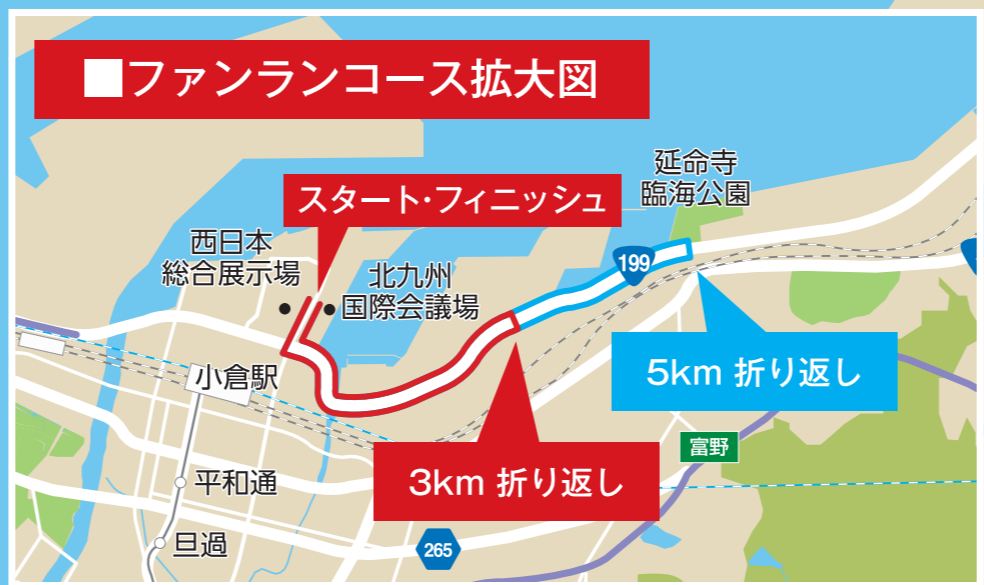 ■ファンランコース拡大図
延命寺
臨海公園
スタート・フィニッシュ
西日本
総合展示場
北九州
国際会議場
199
小倉駅
5km 折り返し
3km 折り返し
富野
平和通
265
旦過